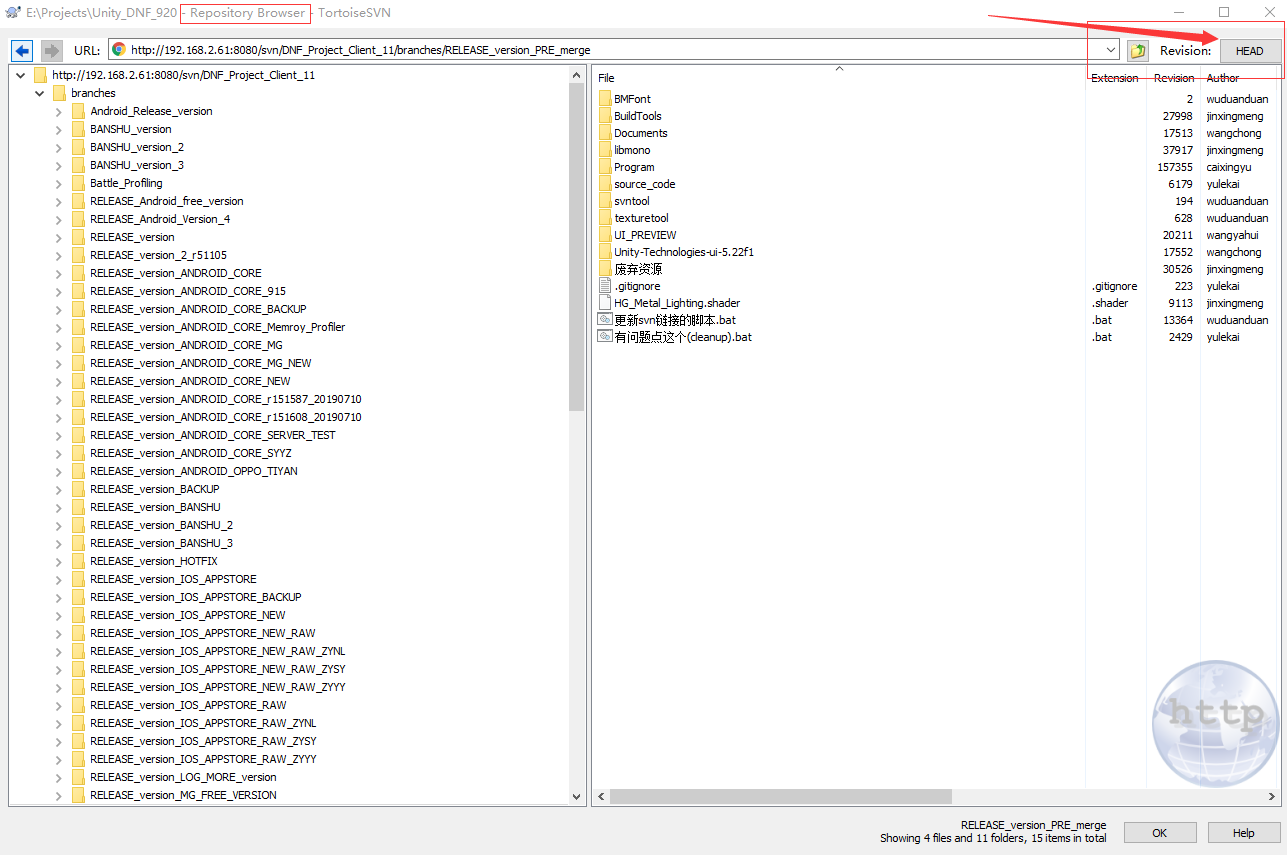 E:\Projects\Unity_DNF_920 - Repository Browser - TortoiseSVN
URL: http://192.168.2.61:8080/svn/DNF_Project_Client_11/branches/RELEASE_version_PRE_merge Revision: HEAD
http://192.168.2.61:8080/svn/DNF_Project_Client_11
branches
Android_Release_version
BANSHU_version
BANSHU_version_2
BANSHU_version_3
Battle_Profiling
RELEASE_Android_free_version
RELEASE_Android_Version_4
RELEASE_version
RELEASE_version_2_r51105
RELEASE_version_ANDROID_CORE
RELEASE_version_ANDROID_CORE_915
RELEASE_version_ANDROID_CORE_BACKUP
RELEASE_version_ANDROID_CORE_Memroy_Profiler
RELEASE_version_ANDROID_CORE_MG
RELEASE_version_ANDROID_CORE_MG_NEW
RELEASE_version_ANDROID_CORE_NEW
RELEASE_version_ANDROID_CORE_r151587_20190710
RELEASE_version_ANDROID_CORE_r151608_20190710
RELEASE_version_ANDROID_CORE_SERVER_TEST
RELEASE_version_ANDROID_CORE_SYYZ
RELEASE_version_ANDROID_OPPO_TIYAN
RELEASE_version_BACKUP
RELEASE_version_BANSHU
RELEASE_version_BANSHU_2
RELEASE_version_BANSHU_3
RELEASE_version_HOTFIX
RELEASE_version_IOS_APPSTORE
RELEASE_version_IOS_APPSTORE_BACKUP
RELEASE_version_IOS_APPSTORE_NEW
RELEASE_version_IOS_APPSTORE_NEW_RAW
RELEASE_version_IOS_APPSTORE_NEW_RAW_ZYNL
RELEASE_version_IOS_APPSTORE_NEW_RAW_ZYSY
RELEASE_version_IOS_APPSTORE_NEW_RAW_ZYYY
RELEASE_version_IOS_APPSTORE_RAW
RELEASE_version_IOS_APPSTORE_RAW_ZYNL
RELEASE_version_IOS_APPSTORE_RAW_ZYSY
RELEASE_version_IOS_APPSTORE_RAW_ZYYY
RELEASE_version_LOG_MORE_version
RELEASE_version_MG_FREE_VERSION
File Extension Revision Author
BMFont 2 wuduanduan
BuildTools 27998 jinxingmeng
Documents 17513 wangchong
libmono 37917 jinxingmeng
Program 157355 caixingyu
source_code 6179 yulekai
svntool 194 wuduanduan
texturetool 628 wuduanduan
UI_PREVIEW 20211 wangyahui
Unity-Technologies-ui-5.22f1 17552 wangchong
废弃资源 30526 jinxingmeng
.gitignore .gitignore 223 yulekai
HG_Metal_Lighting.shader .shader 9113 jinxingmeng
更新svn链接的脚本.bat .bat 13364 wuduanduan
有问题点这个(cleanup).bat .bat 2429 yulekai
http
RELEASE_version_PRE_merge
Showing 4 files and 11 folders, 15 items in total
OK Help